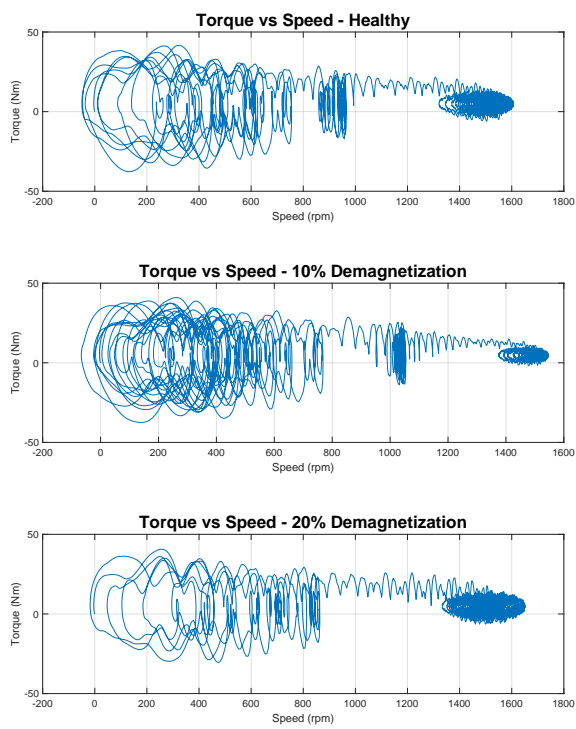 Torque vs Speed - Healthy
50
0
-50
Torque (Nm)
-200 0 200 400 600 800 1000 1200 1400 1600 1800
Speed (rpm)
Torque vs Speed - 10% Demagnetization
50
0
-50
Torque (Nm)
-200 0 200 400 600 800 1000 1200 1400 1600
Speed (rpm)
Torque vs Speed - 20% Demagnetization
50
0
-50
Torque (Nm)
-200 0 200 400 600 800 1000 1200 1400 1600 1800
Speed (rpm)